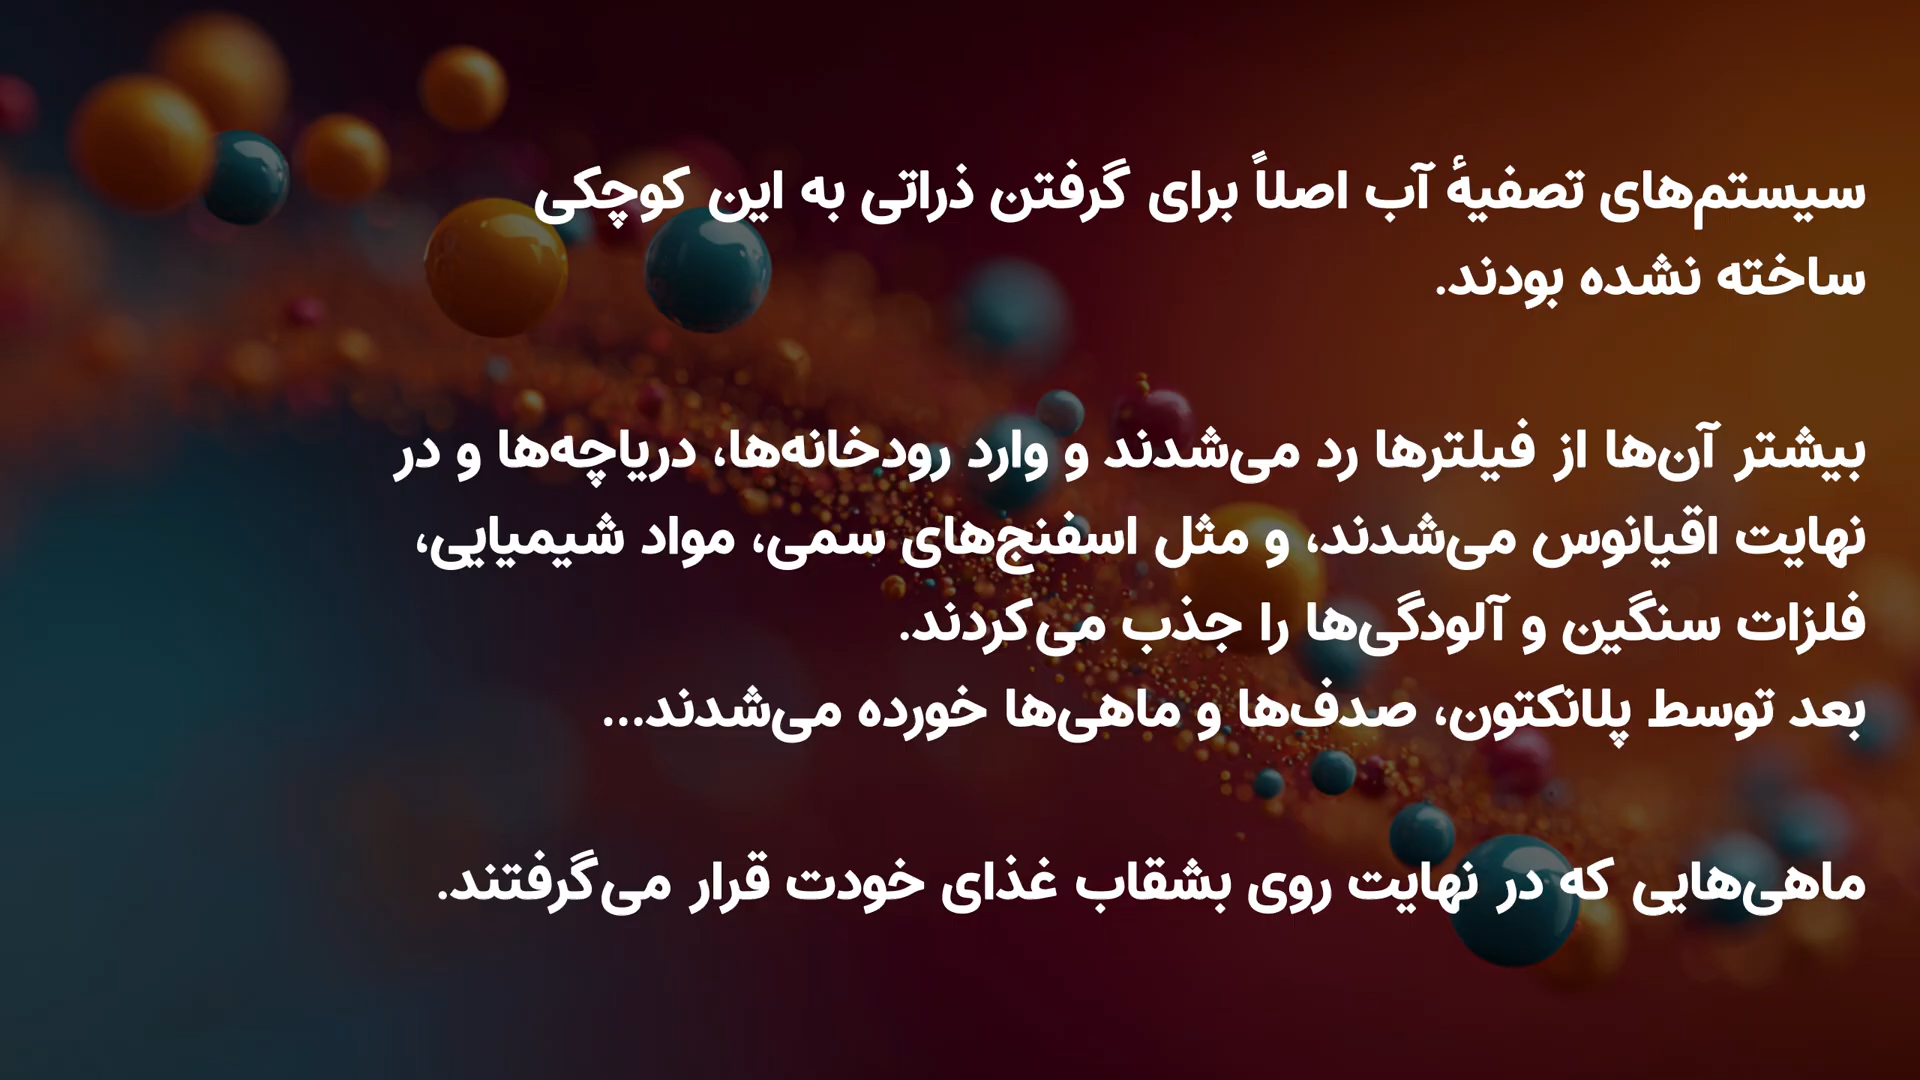 سیستم‌های تصفیۀ آب اصلاً برای گرفتن ذراتی به این کوچکی
ساخته نشده بودند.
بیشتر آن‌ها از فیلترها رد می‌شدند و وارد رودخانه‌ها، دریاچه‌ها و در
نهایت اقیانوس می‌شدند، و مثل اسفنج‌های سمی، مواد شیمیایی،
فلزات سنگین و آلودگی‌ها را جذب می‌کردند.
بعد توسط پلانکتون، صدف‌ها و ماهی‌ها خورده می‌شدند...
ماهی‌هایی که در نهایت روی بشقاب غذای خودت قرار می‌گرفتند.